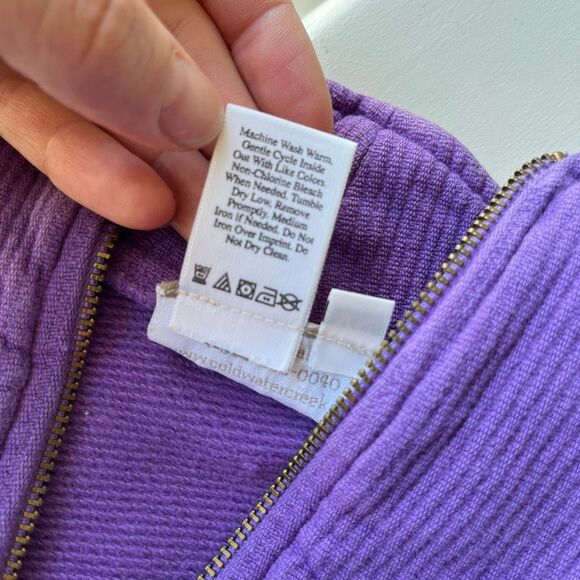 Machine Wash Warm,
Gentle Cycle Inside
Out With Like Colors.
Non-Chlorine Bleach
When Needed. Tumble
Dry Low, Remove
Promptly. Medium
Iron if Needed. Do Not
Iron Over Imprint. Do
Not Dry Clean.
-0040
www.coldwatercreek